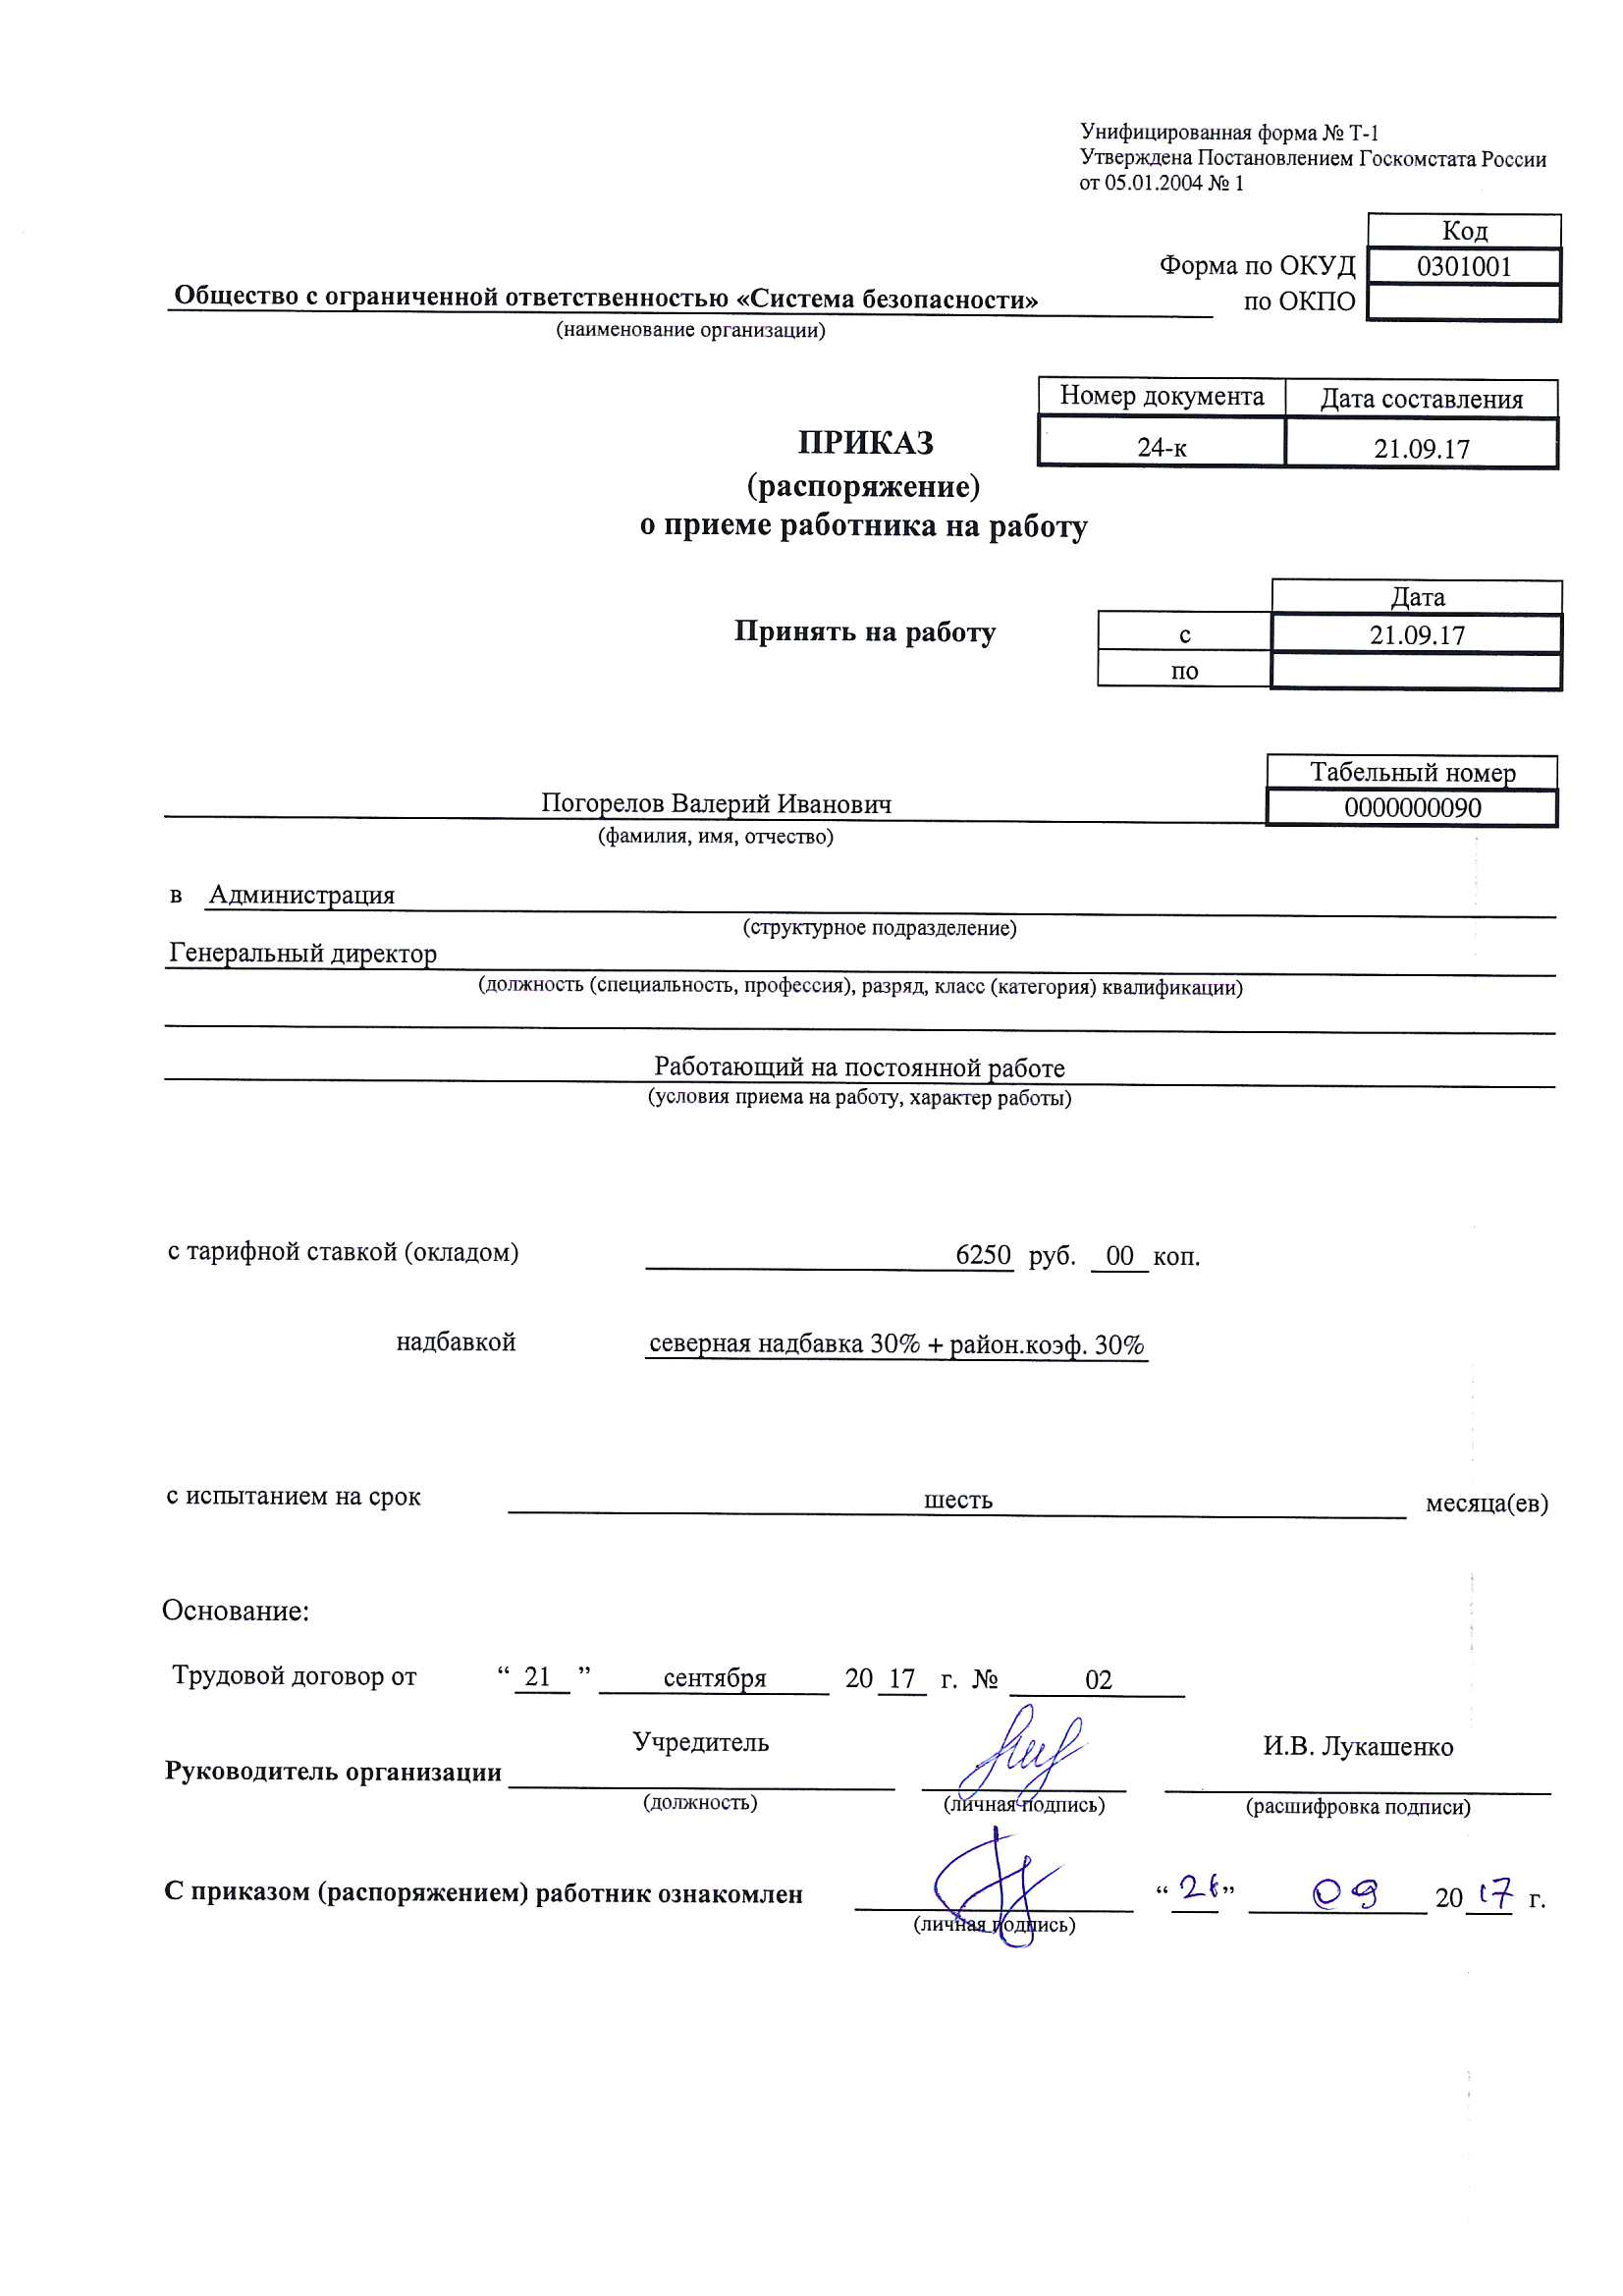 Унифицированная форма № Т-1
Утверждена Постановлением Госкомстата России
от 05.01.2004 № 1
Код
Форма по ОКУД 0301001
Общество с ограниченной ответственностью «Система безопасности» по ОКПО
(наименование организации)
Номер документа Дата составления
ПРИКАЗ 24-к 21.09.17
(распоряжение)
о приеме работника на работу
Дата
Принять на работу с 21.09.17
по
Табельный номер
Погорелов Валерий Иванович 0000000090
(фамилия, имя, отчество)
в Администрация
(структурное подразделение)
Генеральный директор
(должность (специальность, профессия), разряд, класс (категория) квалификации)
Работающий на постоянной работе
(условия приема на работу, характер работы)
с тарифной ставкой (окладом) 6250 руб. 00 коп.
надбавкой северная надбавка 30% + район.коэф. 30%
с испытанием на срок шесть месяца(ев)
Основание:
Трудовой договор от “ 21 ” сентября 20 17 г. № 02
Учредитель И.В. Лукашенко
Руководитель организации
(должность) (личная подпись) (расшифровка подписи)
С приказом (распоряжением) работник ознакомлен “ ” 09 20 17 г.
(личная подпись)